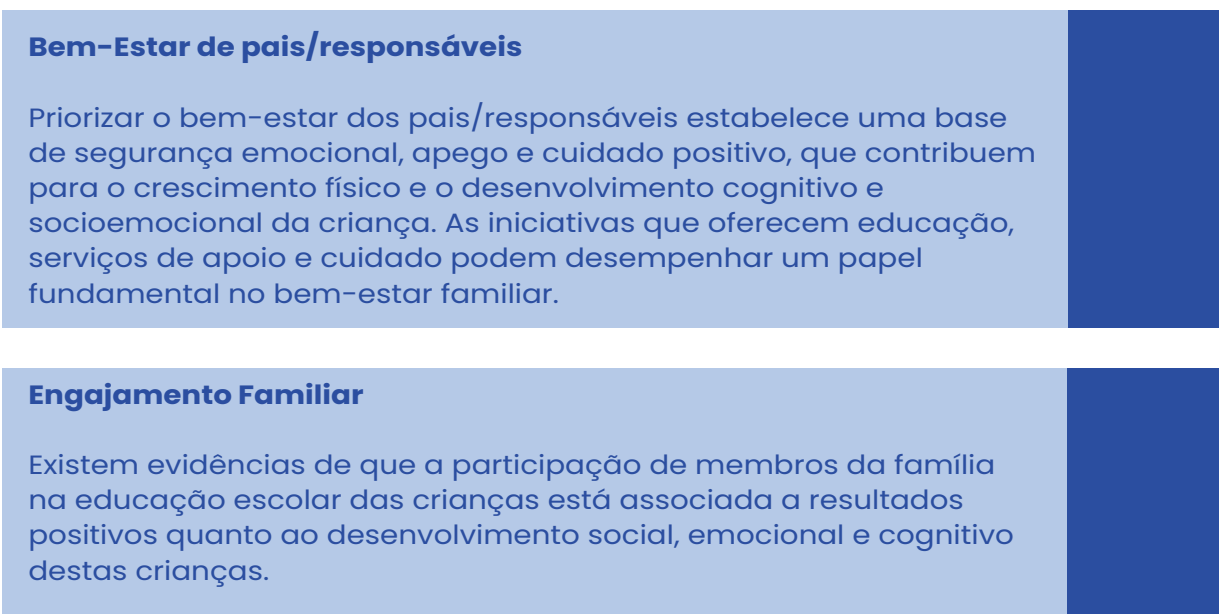 Bem-Estar de pais/responsáveis
Priorizar o bem-estar dos pais/responsáveis estabelece uma base
de segurança emocional, apego e cuidado positivo, que contribuem
para o crescimento físico e o desenvolvimento cognitivo e
socioemocional da criança. As iniciativas que oferecem educação,
serviços de apoio e cuidado podem desempenhar um papel
fundamental no bem-estar familiar.
Engajamento Familiar
Existem evidências de que a participação de membros da família
na educação escolar das crianças está associada a resultados
positivos quanto ao desenvolvimento social, emocional e cognitivo
destas crianças.